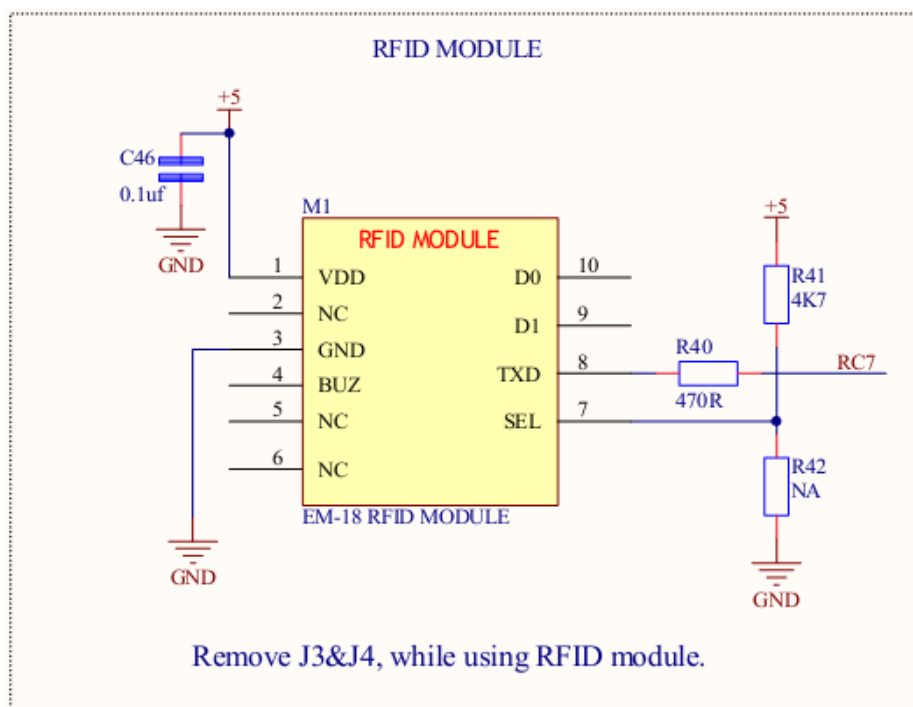 RFID MODULE
+5
C46
0.1uf
GND
M1
RFID MODULE
1 VDD
2 NC
3 GND
4 BUZ
5 NC
6 NC
D0 10
D1 9
TXD 8
SEL 7
EM-18 RFID MODULE
GND
R40
470R
+5
R41
4K7
RC7
R42
NA
GND
Remove J3&J4, while using RFID module.